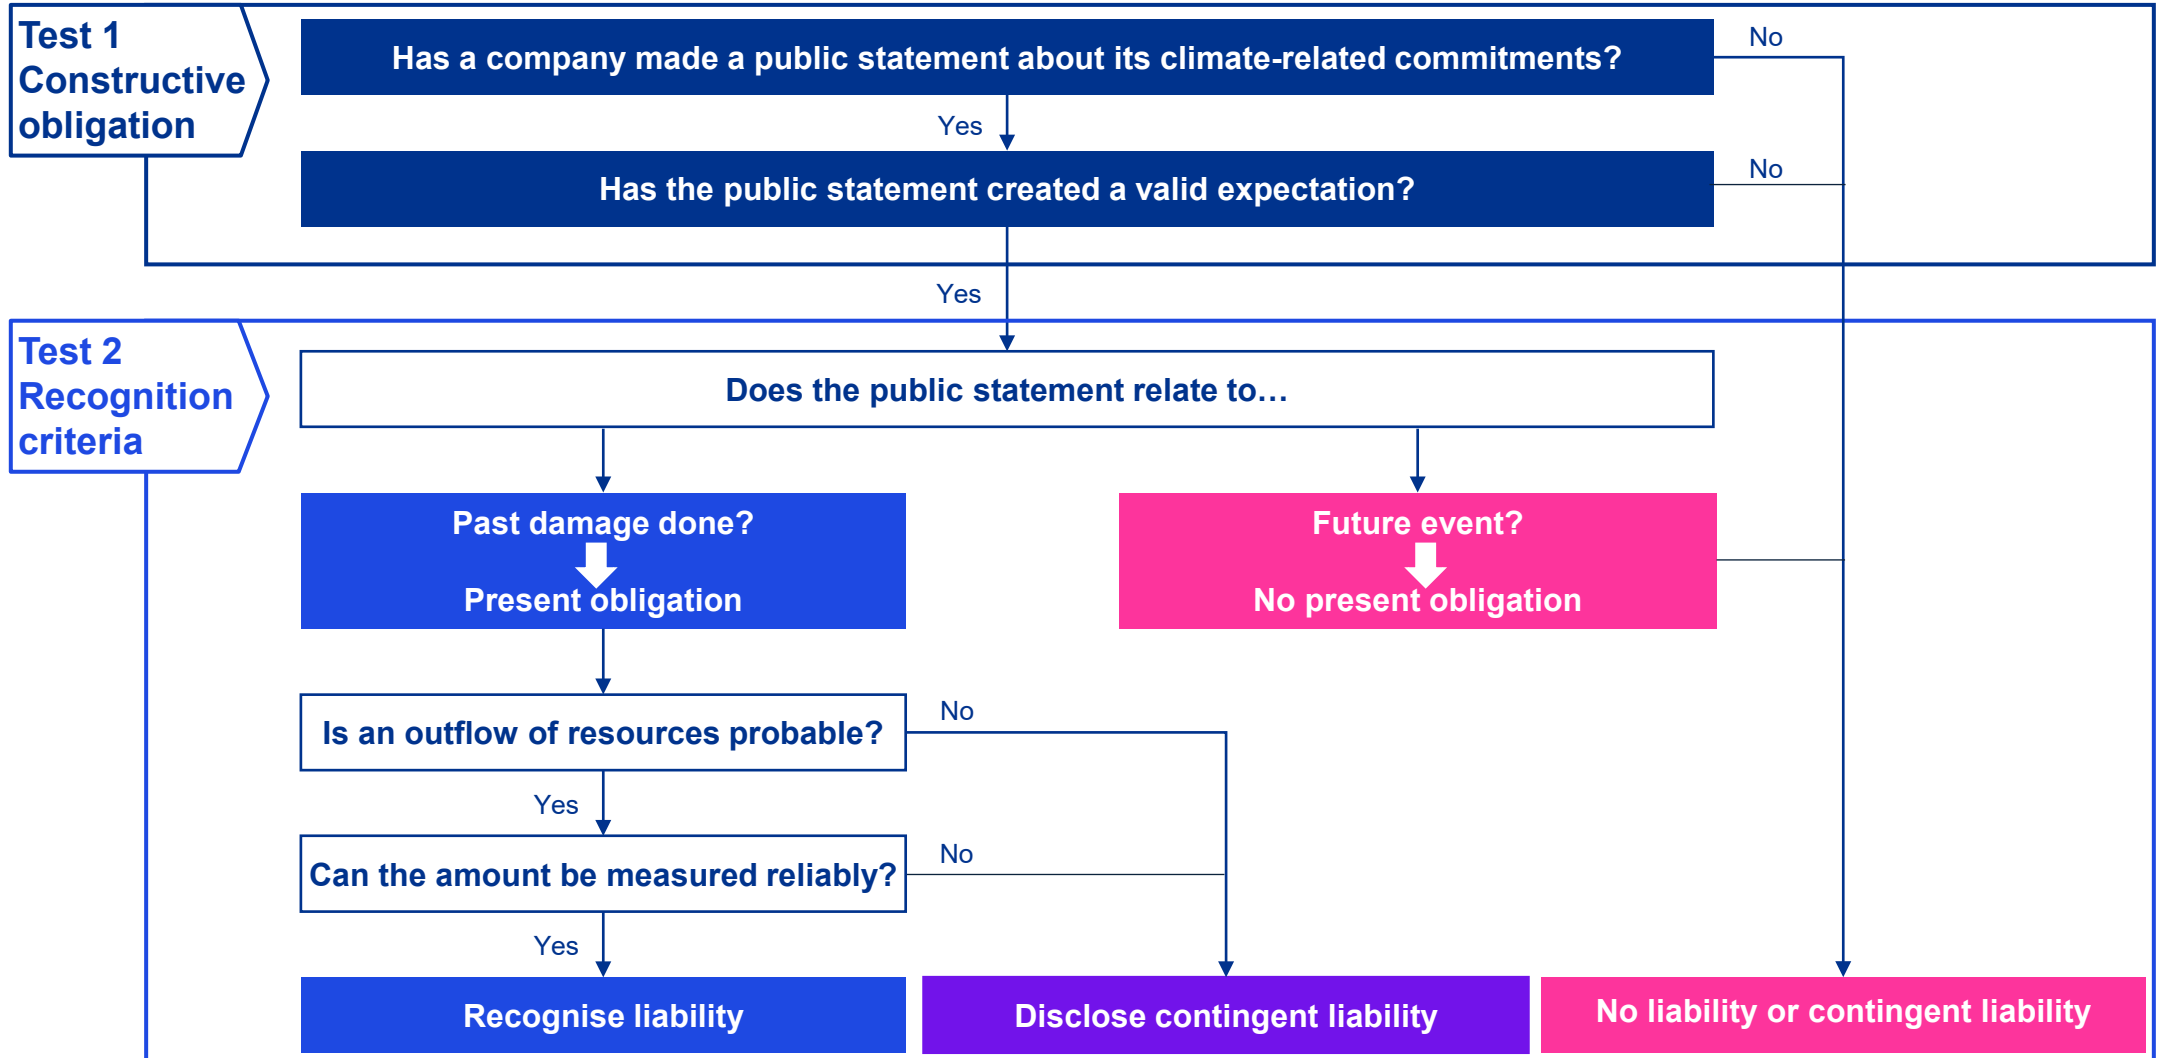 Test 1
Constructive
obligation
Has a company made a public statement about its climate-related commitments?
No
Yes
Has the public statement created a valid expectation?
No
Yes
Test 2
Recognition
criteria
Does the public statement relate to…
Past damage done?
Present obligation
Future event?
No present obligation
Is an outflow of resources probable?
No
Yes
Can the amount be measured reliably?
No
Yes
Recognise liability
Disclose contingent liability
No liability or contingent liability